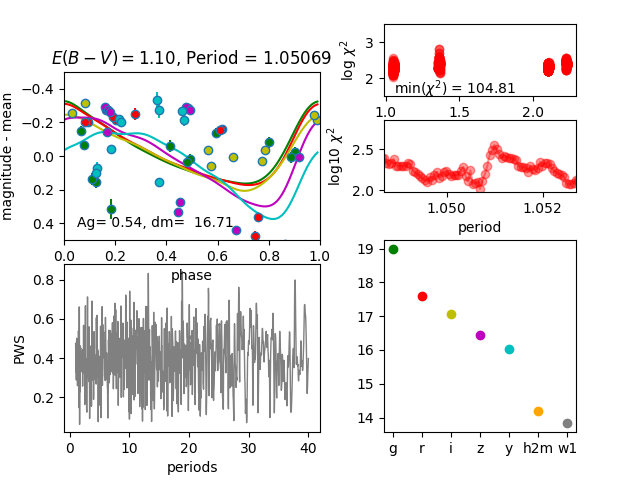 E(B − V) = 1.10, Period = 1.05069
magnitude - mean
−0.4
−0.2
0.0
0.2
0.4
Ag= 0.54, dm=  16.71
0.0 0.2 0.4 0.6 0.8 1.0
phase
log χ²
3
2
min(χ²) = 104.81
1.0 1.5 2.0
log10 χ²
2.5
2.0
1.050 1.052
period
PWS
0.8
0.6
0.4
0.2
0 10 20 30 40
periods
19
18
17
16
15
14
g r i z y h2m w1